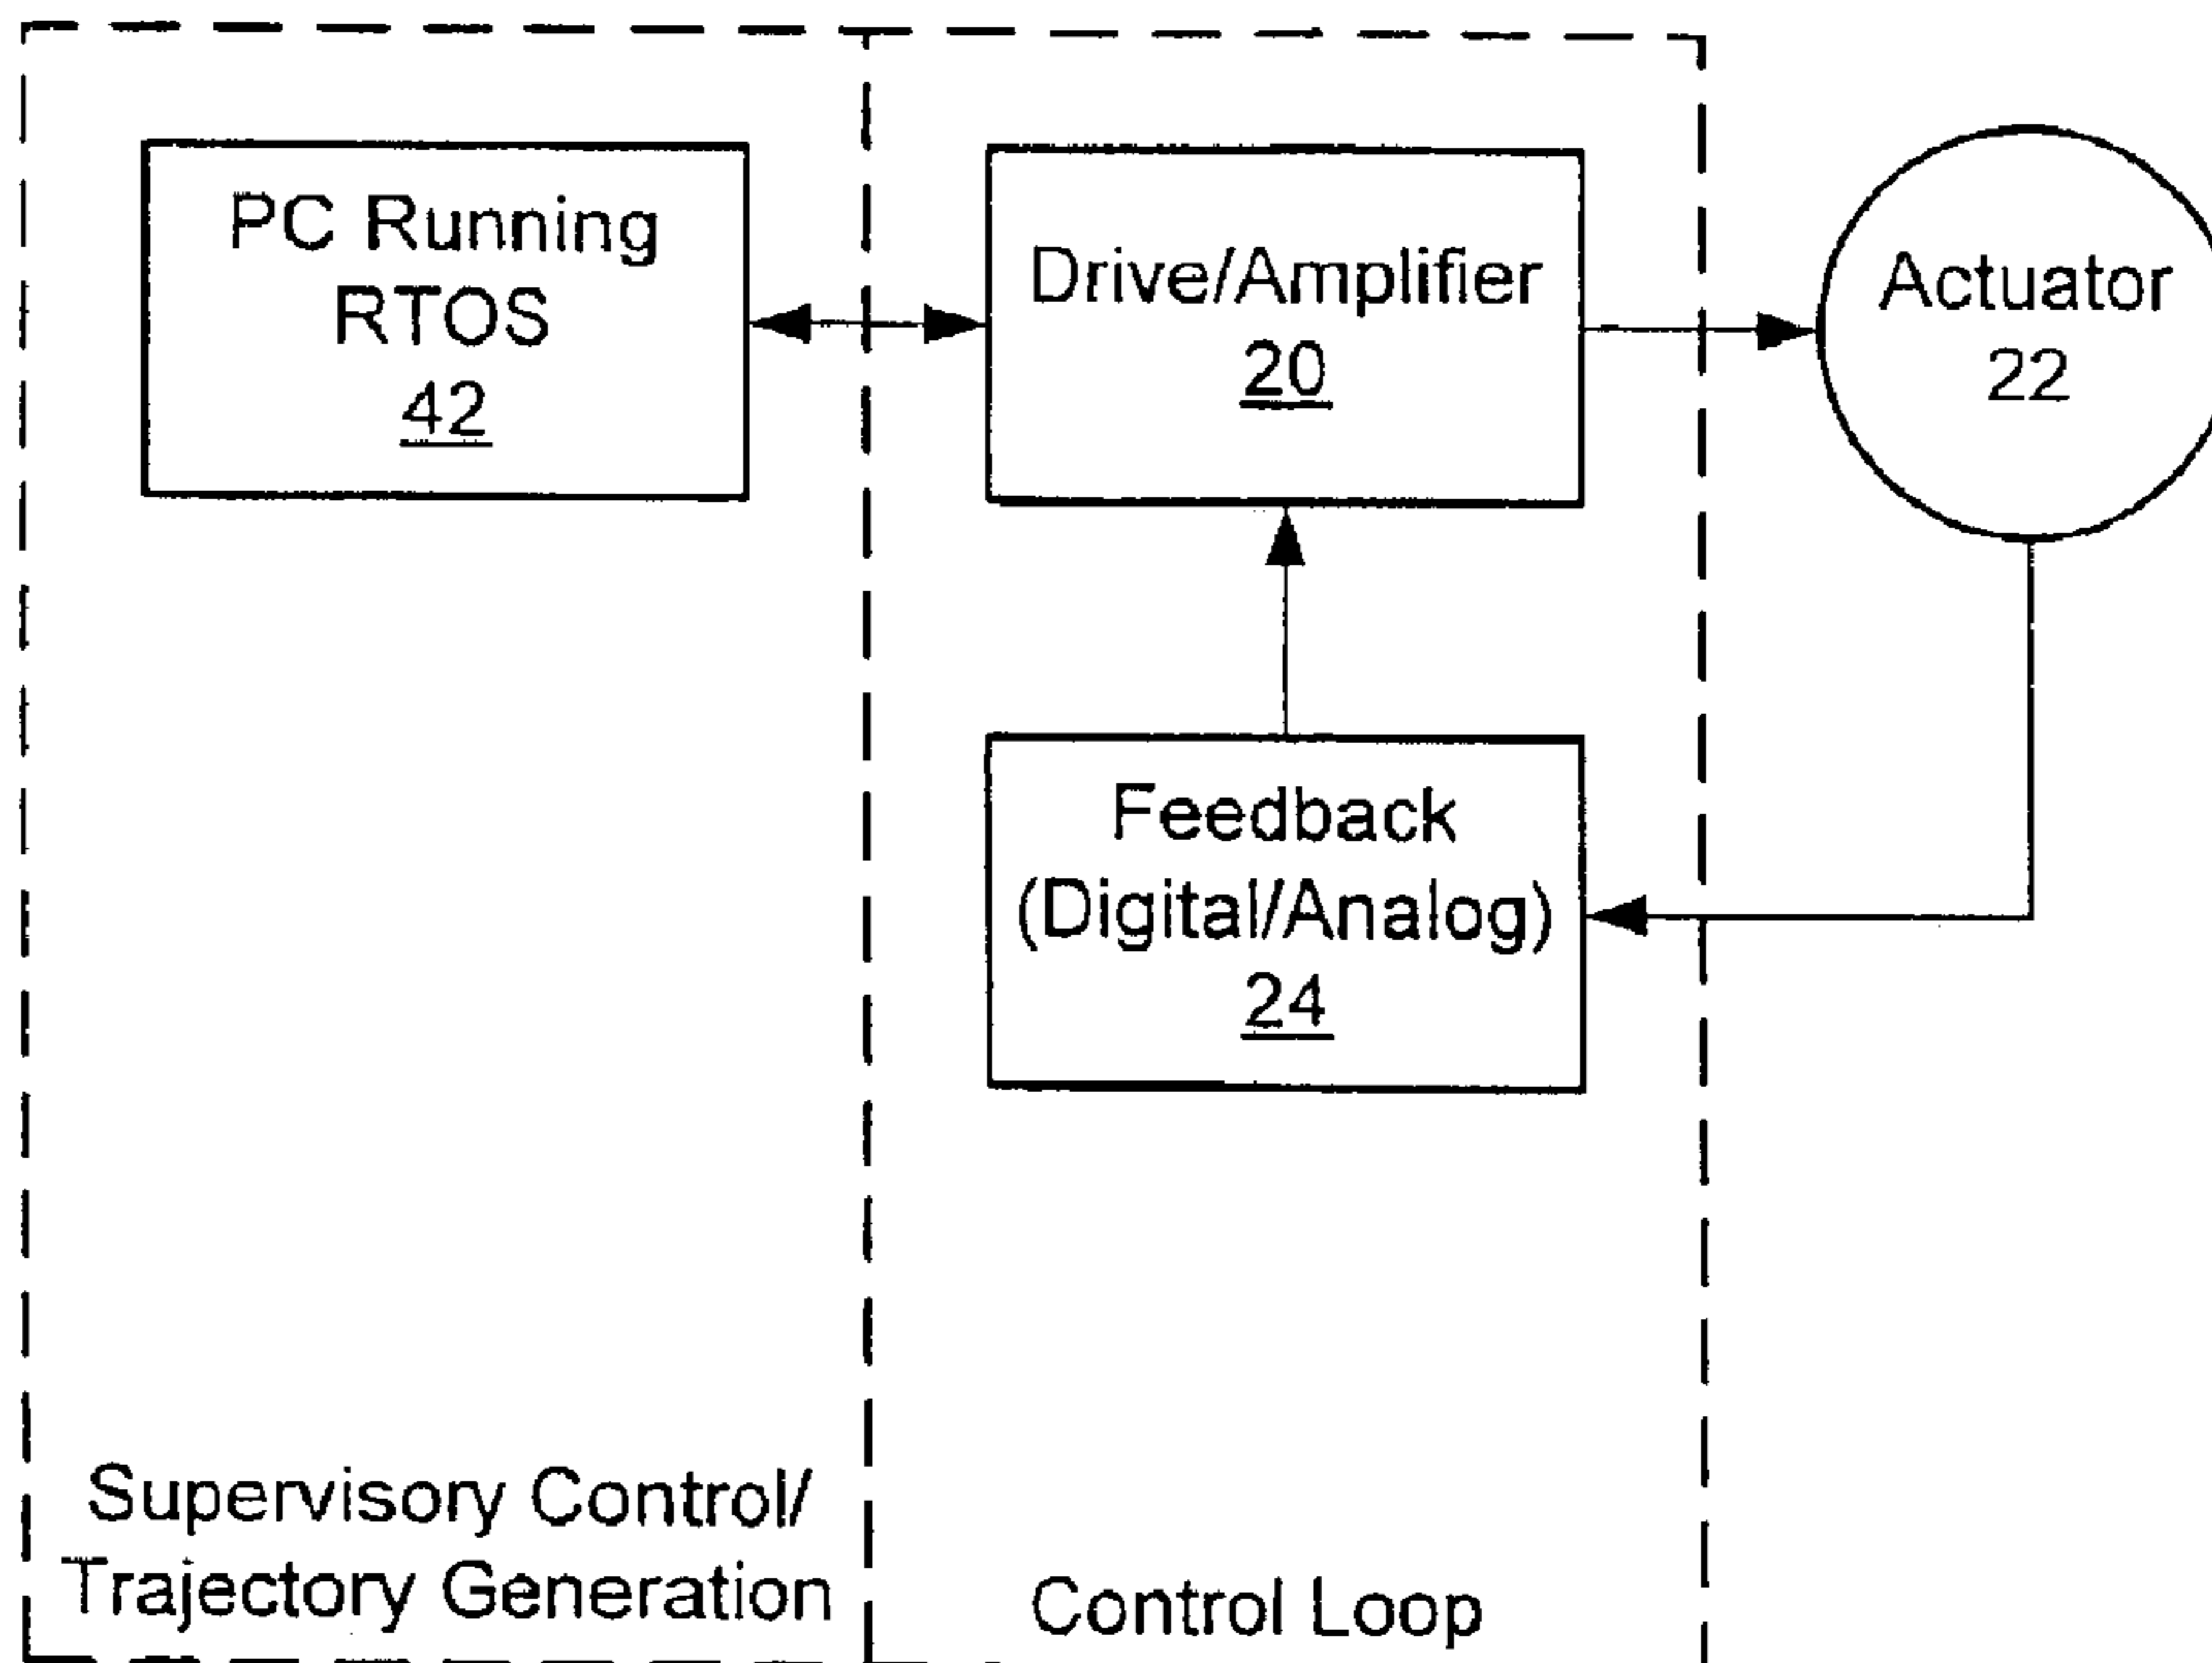 PC Running
RTOS
42
Drive/Amplifier
20
Actuator
22
Feedback
(Digital/Analog)
24
Supervisory Control/
Trajectory Generation
Control Loop